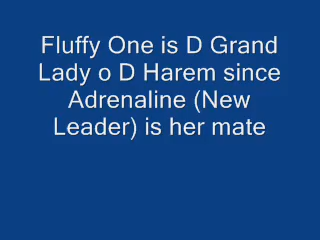 Fluffy One is D Grand
Lady o D Harem since
Adrenaline (New
Leader) is her mate